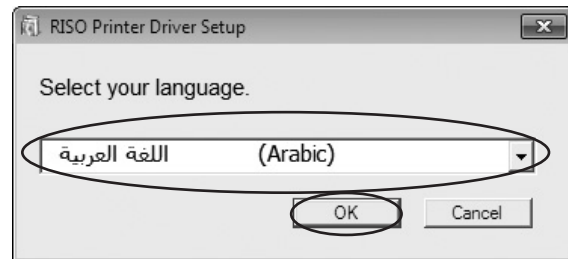 RISO Printer Driver Setup
Select your language.
اللغة العربية (Arabic)
OK Cancel